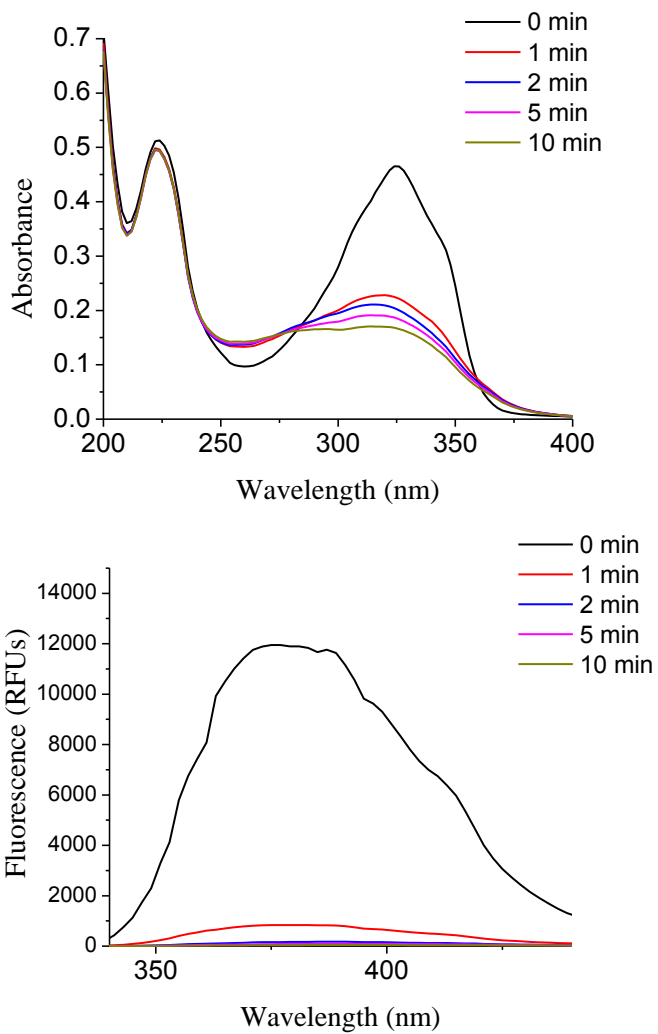 0 min
1 min
2 min
5 min
10 min
0.7
0.6
0.5
0.4
0.3
0.2
0.1
0.0
Absorbance
200 250 300 350 400
Wavelength (nm)
0 min
1 min
2 min
5 min
10 min
14000
12000
10000
8000
6000
4000
2000
0
Fluorescence (RFUs)
350 400
Wavelength (nm)